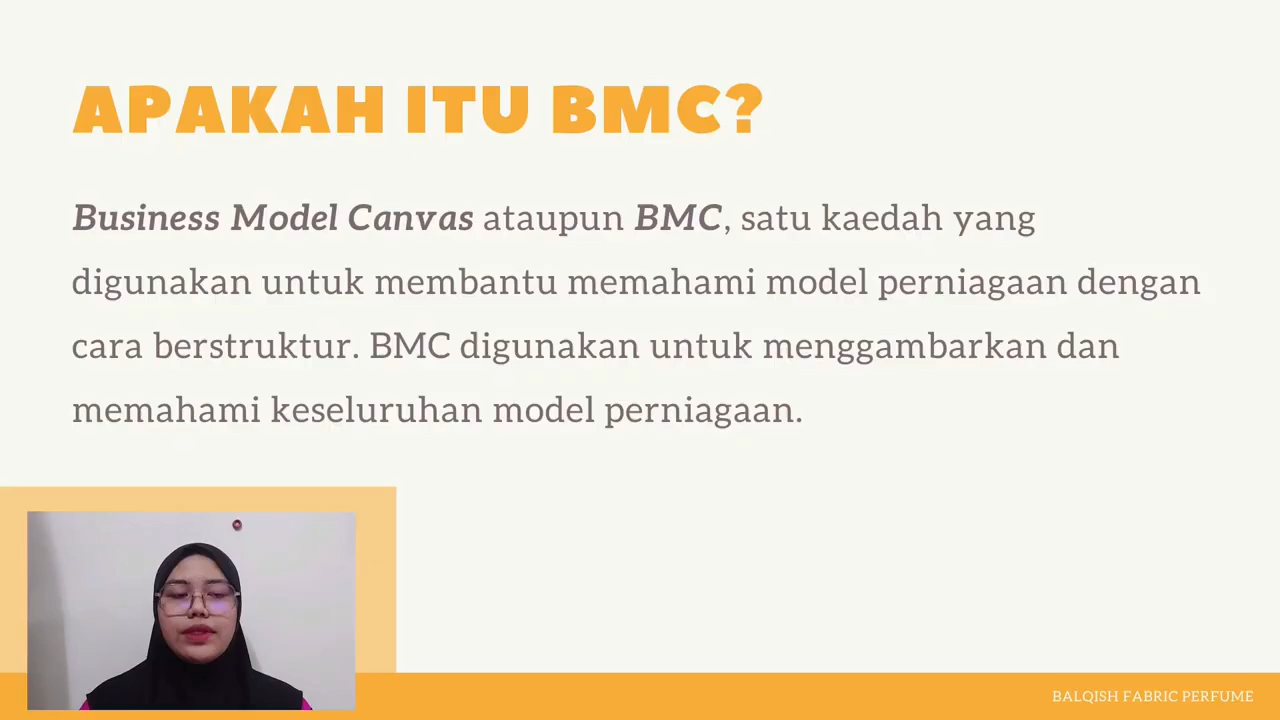 APAKAH ITU BMC?
Business Model Canvas ataupun BMC, satu kaedah yang
digunakan untuk membantu memahami model perniagaan dengan
cara berstruktur. BMC digunakan untuk menggambarkan dan
memahami keseluruhan model perniagaan.
BALQISH FABRIC PERFUME